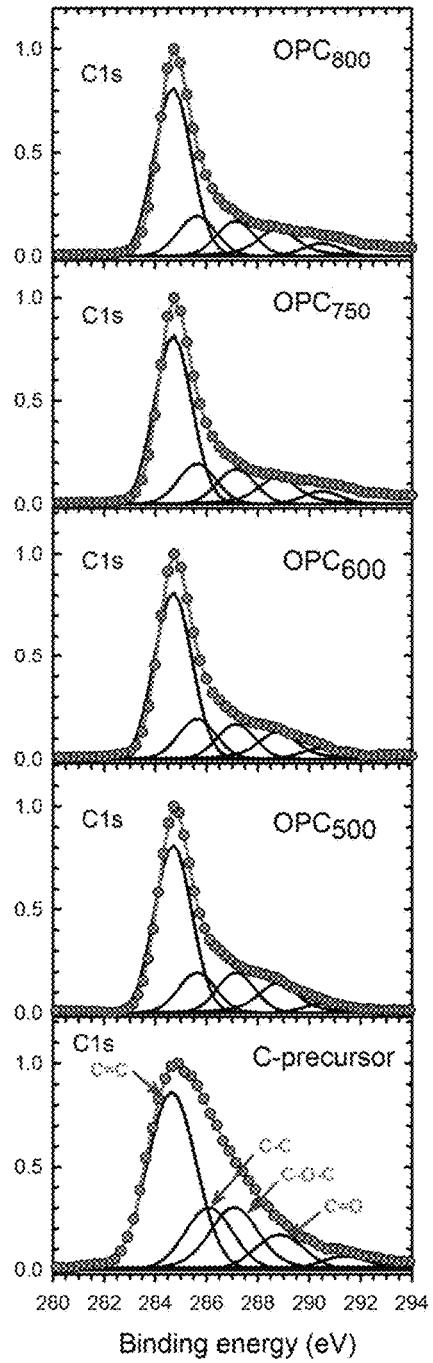 1.0
C1s
OPC800
0.5
0.0
1.0
C1s
OPC750
0.5
0.0
1.0
C1s
OPC600
0.5
0.0
1.0
C1s
OPC500
0.5
0.0
C1s
C-precursor
1.0
C=C
C-C
0.5
C-O-C
C=O
0.0
280 282 284 286 288 290 292 294
Binding energy (eV)